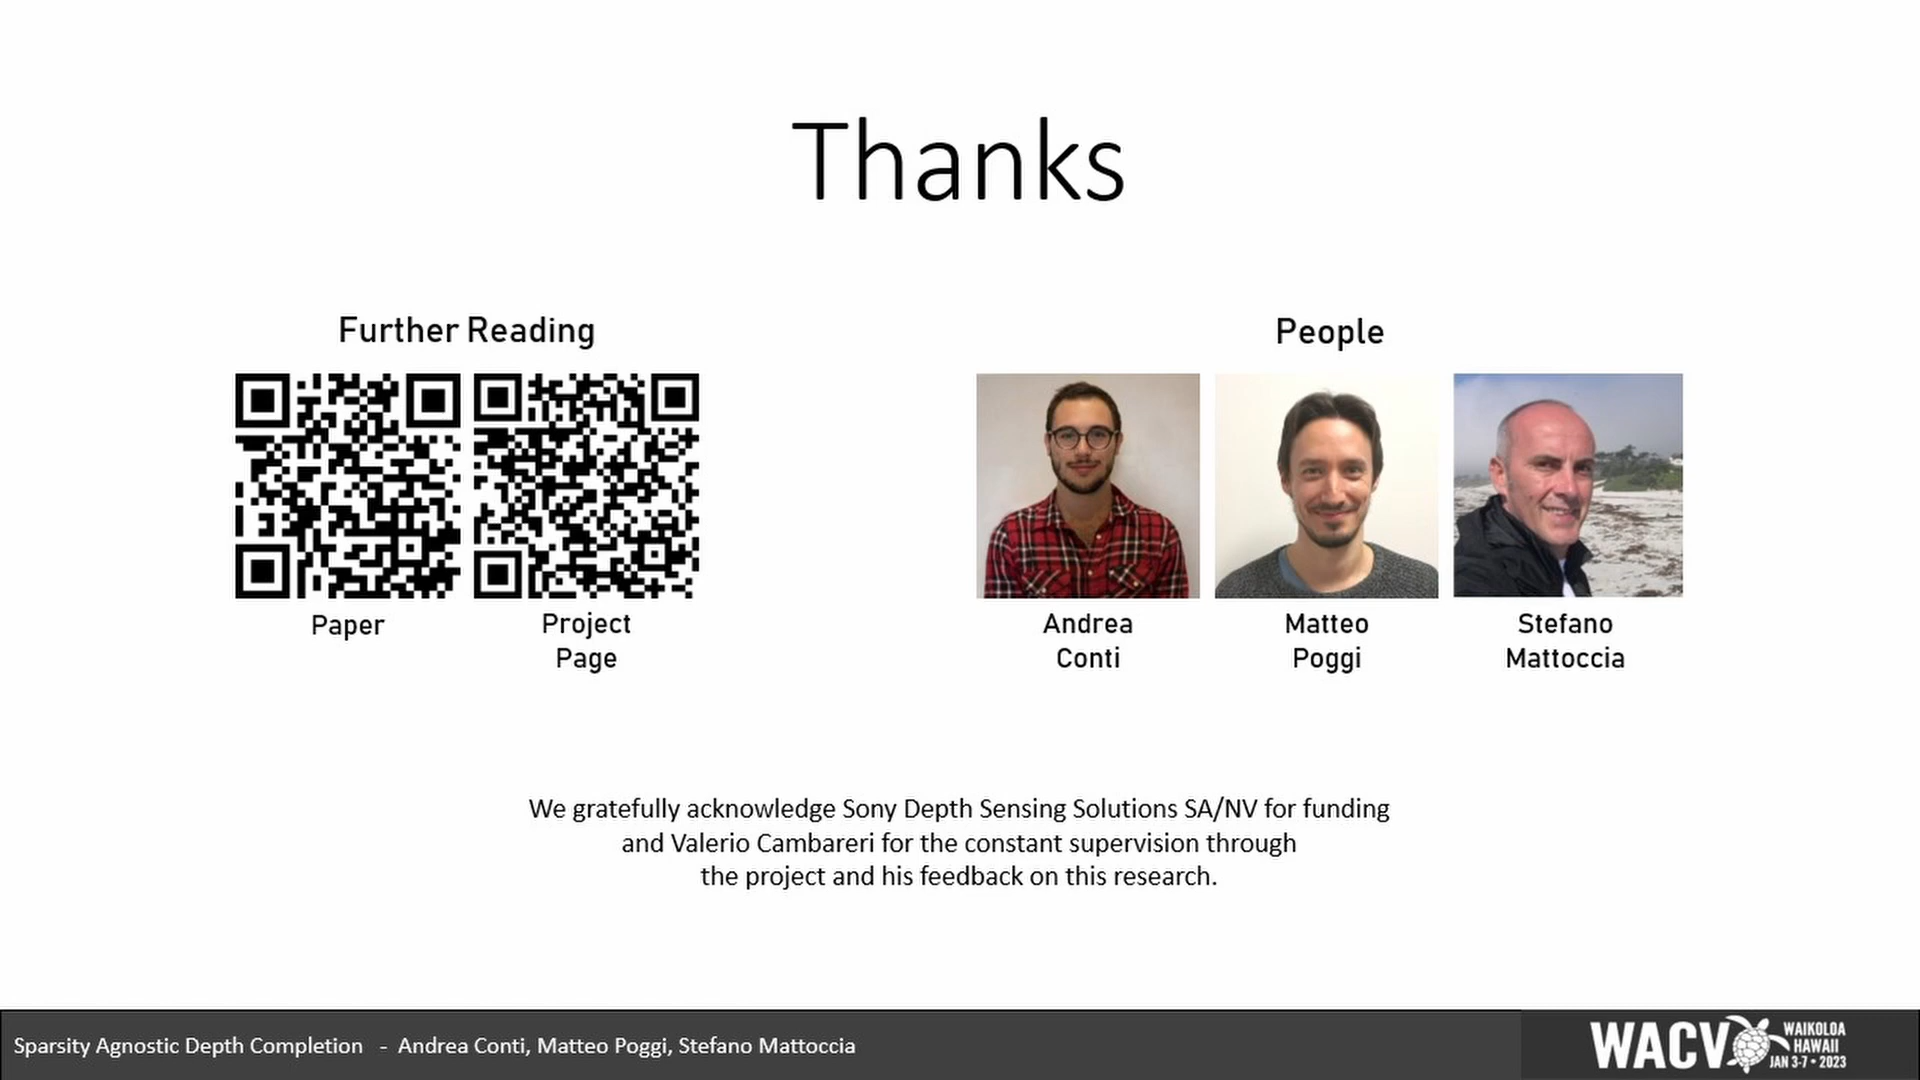 Thanks
Further Reading
Paper
Project
Page
People
Andrea
Conti
Matteo
Poggi
Stefano
Mattoccia
We gratefully acknowledge Sony Depth Sensing Solutions SA/NV for funding
and Valerio Cambareri for the constant supervision through
the project and his feedback on this research.
Sparsity Agnostic Depth Completion - Andrea Conti, Matteo Poggi, Stefano Mattoccia
WACV
WAIKOLOA
HAWAII
JAN 3-7 • 2023